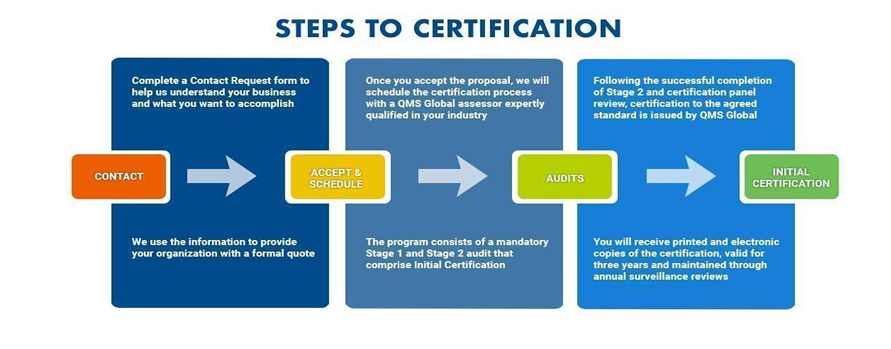 STEPS TO CERTIFICATION
Complete a Contact Request form to
help us understand your business
and what you want to accomplish
Once you accept the proposal, we will
schedule the certification process
with a QMS Global assessor expertly
qualified in your industry
Following the successful completion
of Stage 2 and certification panel
review, certification to the agreed
standard is issued by QMS Global
CONTACT
ACCEPT &
SCHEDULE
AUDITS
INITIAL
CERTIFICATION
We use the information to provide
your organization with a formal quote
The program consists of a mandatory
Stage 1 and Stage 2 audit that
comprise Initial Certification
You will receive printed and electronic
copies of the certification, valid for
three years and maintained through
annual surveillance reviews